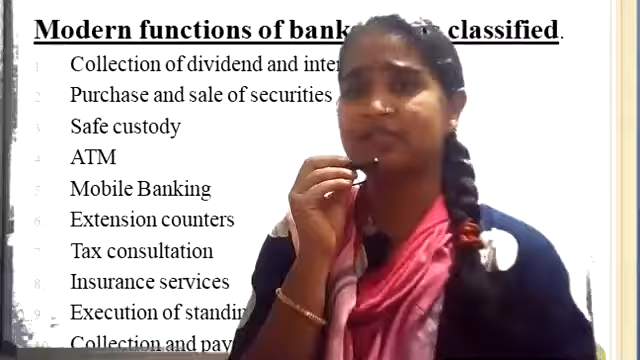 Modern functions of bank classified.
1. Collection of dividend and inter
2. Purchase and sale of securities
3. Safe custody
4. ATM
5. Mobile Banking
6. Extension counters
7. Tax consultation
8. Insurance services
9. Execution of standin
10. Collection and pay